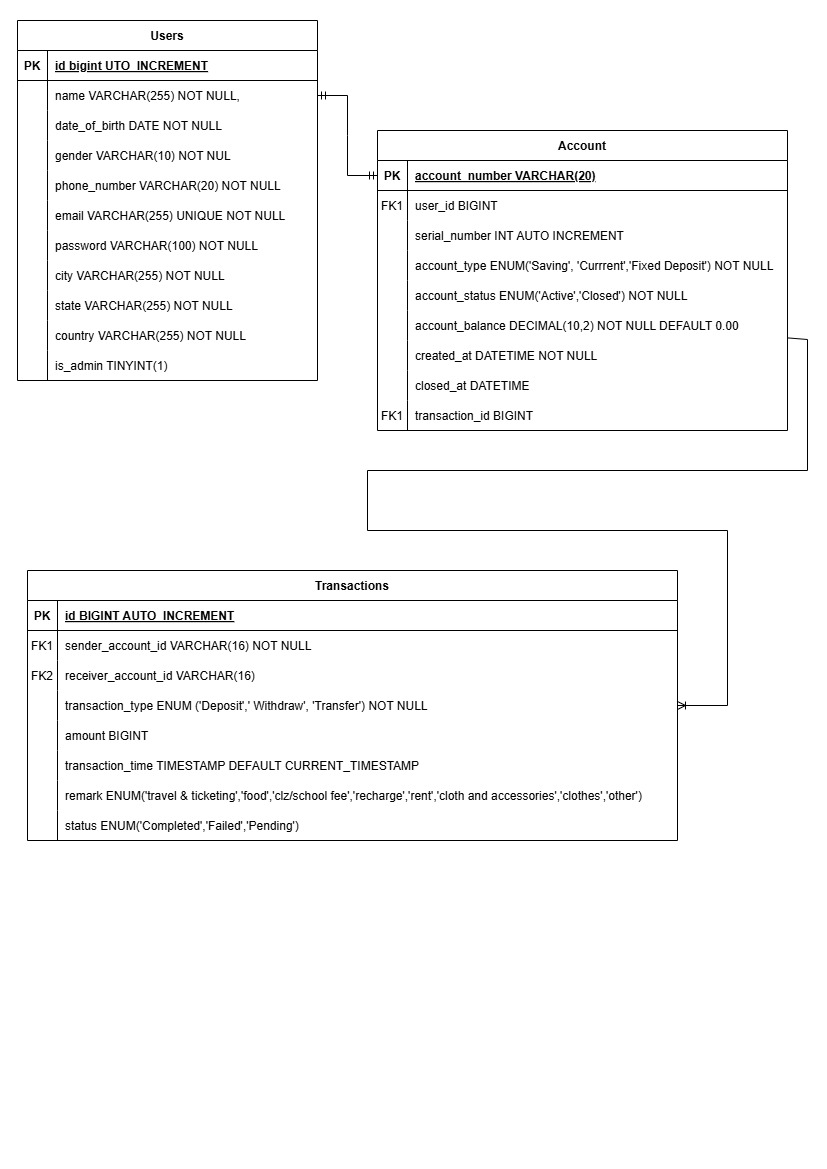 Users
PK id bigint UTO_INCREMENT
name VARCHAR(255) NOT NULL,
date_of_birth DATE NOT NULL
gender VARCHAR(10) NOT NUL
phone_number VARCHAR(20) NOT NULL
email VARCHAR(255) UNIQUE NOT NULL
password VARCHAR(100) NOT NULL
city VARCHAR(255) NOT NULL
state VARCHAR(255) NOT NULL
country VARCHAR(255) NOT NULL
is_admin TINYINT(1)
Account
PK account_number VARCHAR(20)
FK1 user_id BIGINT
serial_number INT AUTO INCREMENT
account_type ENUM('Saving', 'Currrent','Fixed Deposit') NOT NULL
account_status ENUM('Active','Closed') NOT NULL
account_balance DECIMAL(10,2) NOT NULL DEFAULT 0.00
created_at DATETIME NOT NULL
closed_at DATETIME
FK1 transaction_id BIGINT
Transactions
PK id BIGINT AUTO_INCREMENT
FK1 sender_account_id VARCHAR(16) NOT NULL
FK2 receiver_account_id VARCHAR(16)
transaction_type ENUM ('Deposit',' Withdraw', 'Transfer') NOT NULL
amount BIGINT
transaction_time TIMESTAMP DEFAULT CURRENT_TIMESTAMP
remark ENUM('travel & ticketing','food','clz/school fee','recharge','rent','cloth and accessories','clothes','other')
status ENUM('Completed','Failed','Pending')